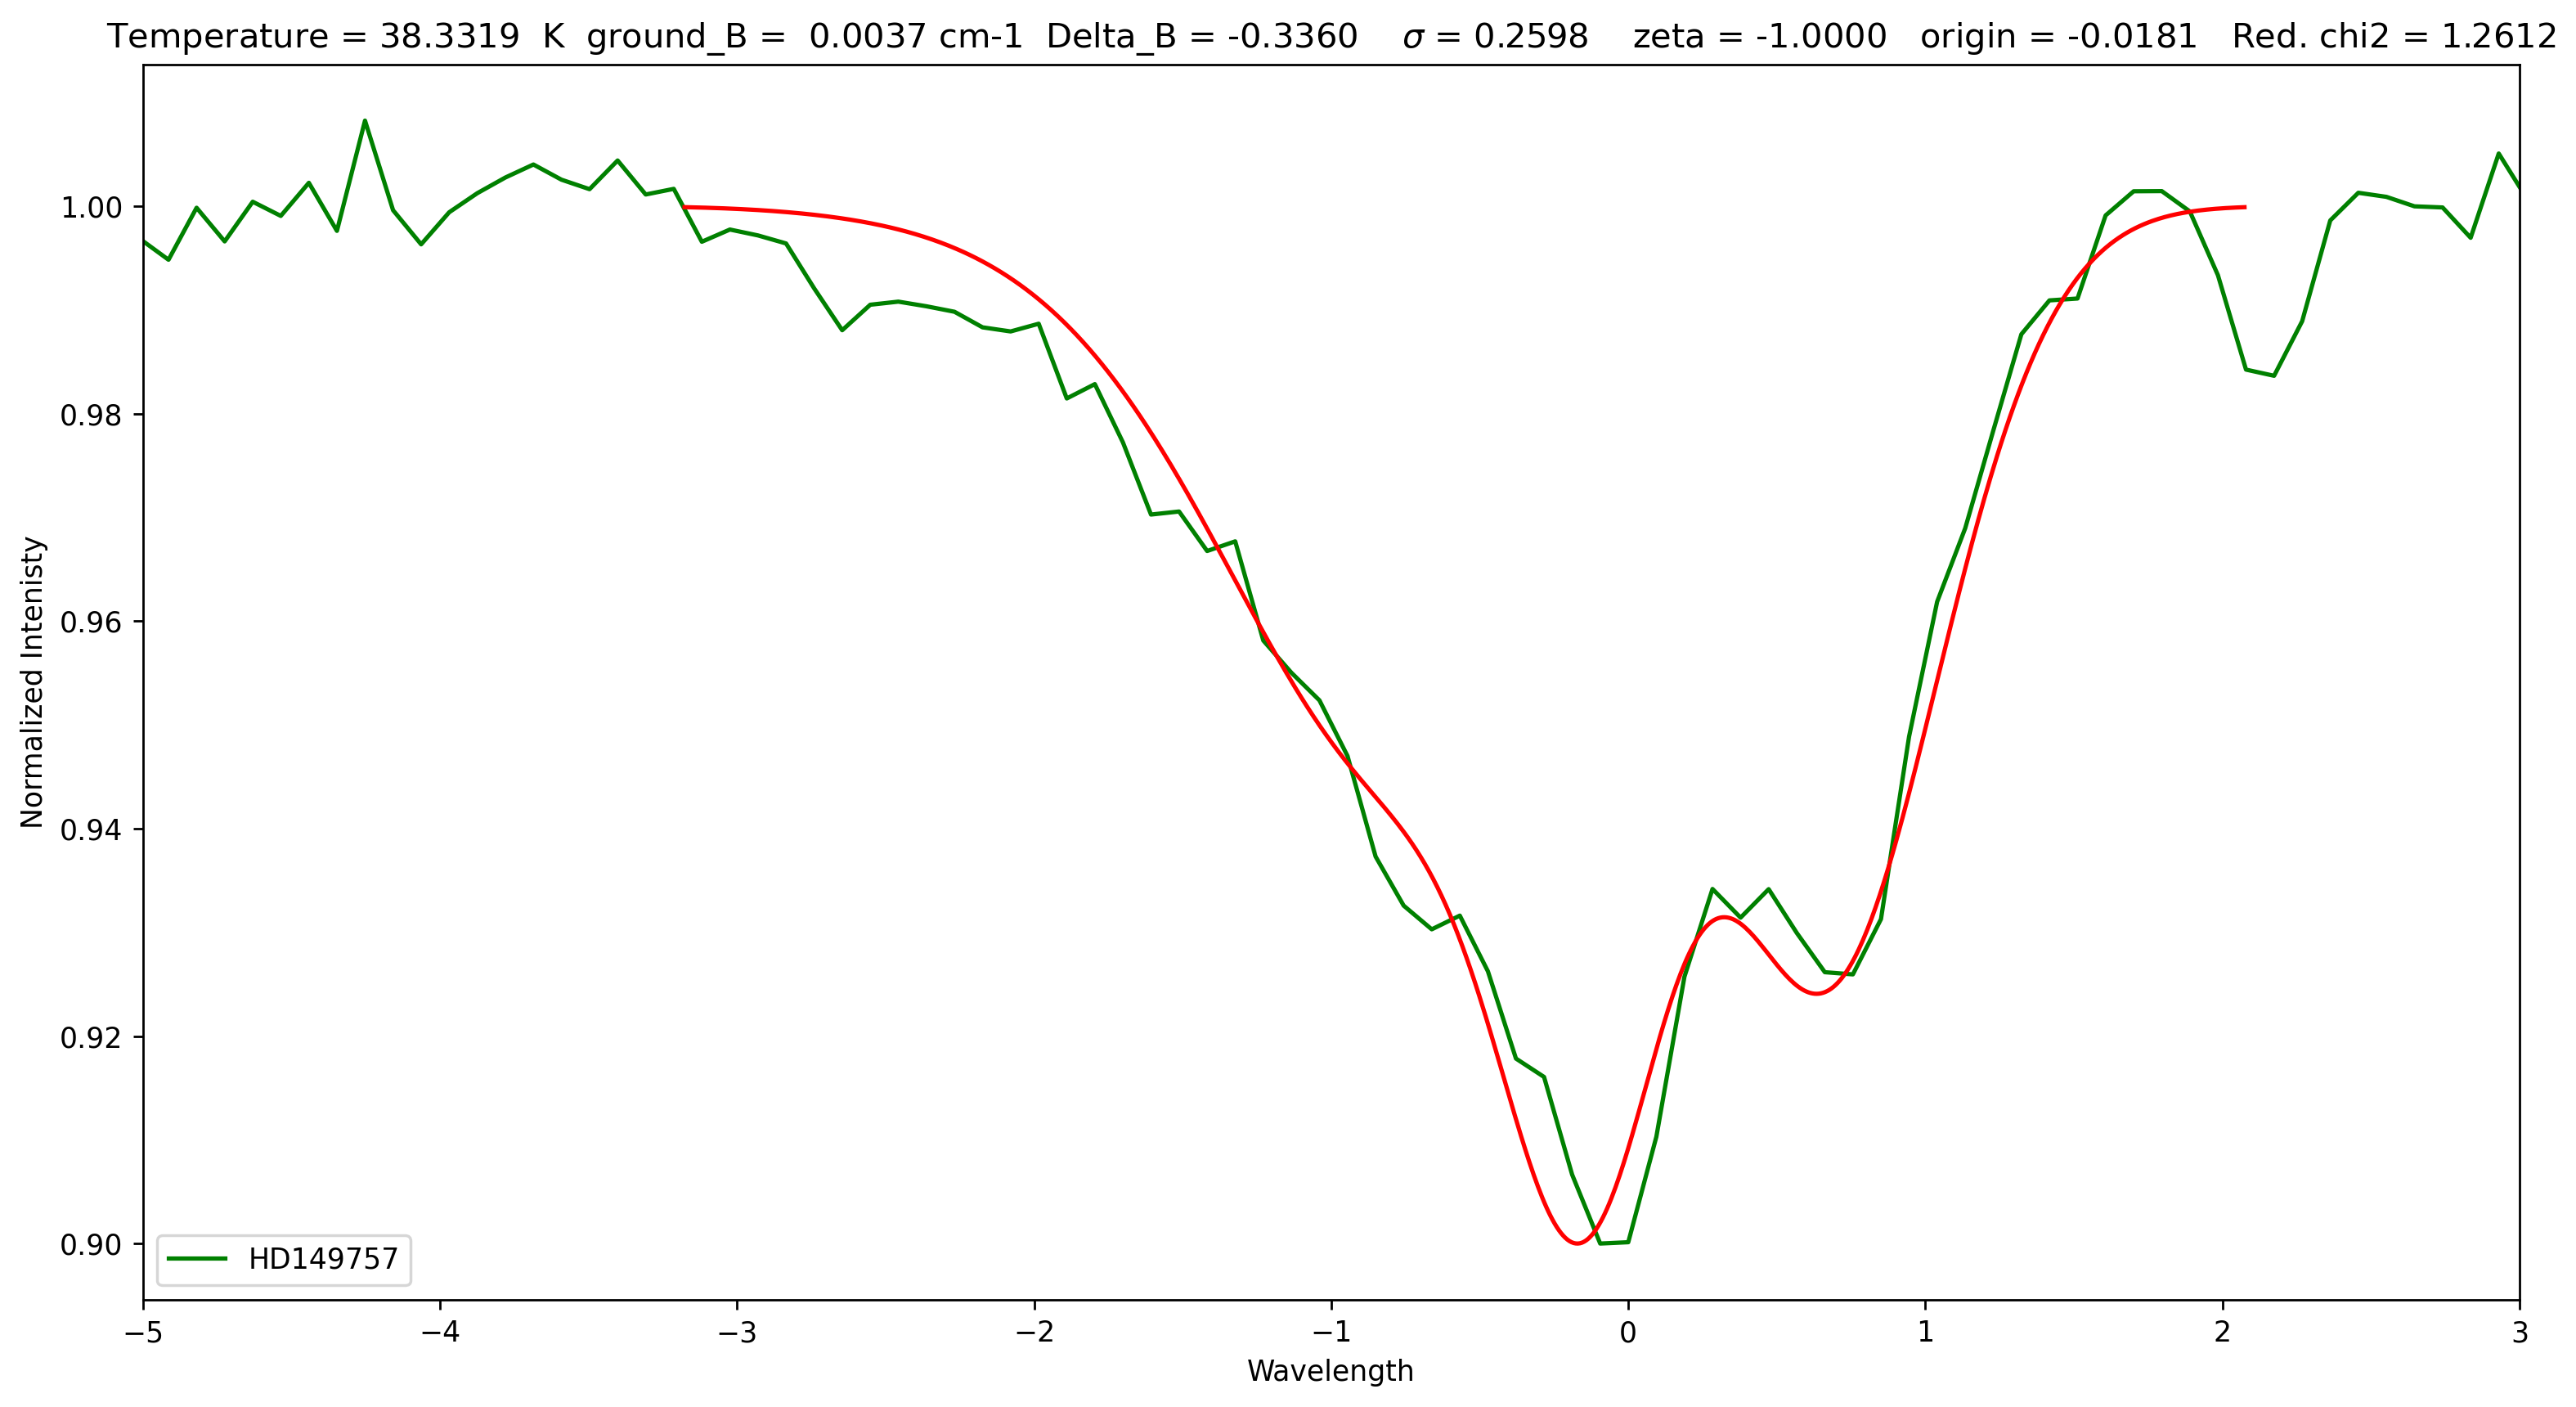 Temperature = 38.3319 K ground_B = 0.0037 cm-1 Delta_B = -0.3360 σ = 0.2598 zeta = -1.0000 origin = -0.0181 Red. chi2 = 1.2612
1.00
0.98
0.96
0.94
0.92
0.90
Normalized Intenisty
HD149757
−5 −4 −3 −2 −1 0 1 2 3
Wavelength